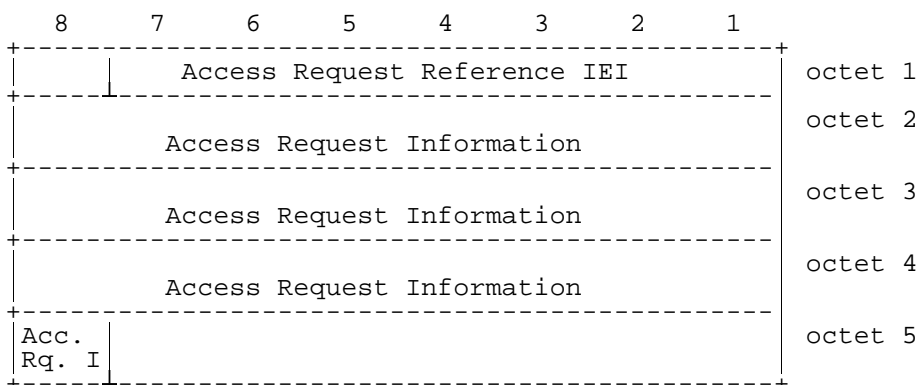 8 7 6 5 4 3 2 1
Access Request Reference IEI octet 1
octet 2
Access Request Information
octet 3
Access Request Information
octet 4
Access Request Information
Acc. octet 5
Rq. I